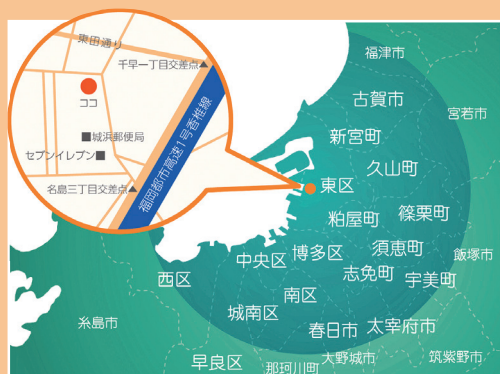 東田通り
千早一丁目交差点▲
ココ
■城浜郵便局
セブンイレブン■
名島三丁目交差点▲
福岡都市高速1号香椎線
福津市
古賀市
宮若市
新宮町
久山町
東区
粕屋町
篠栗町
須恵町
博多区
中央区
飯塚市
志免町
宇美町
西区
南区
城南区
糸島市
春日市
太宰府市
早良区
那珂川町
大野城市
筑紫野市